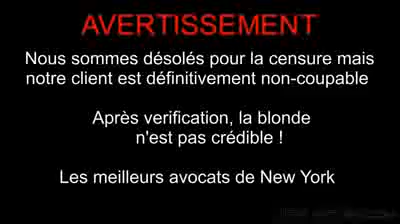 AVERTISSEMENT
Nous sommes désolés pour la censure mais
notre client est définitivement non-coupable
Après verification, la blonde
n'est pas crédible !
Les meilleurs avocats de New York